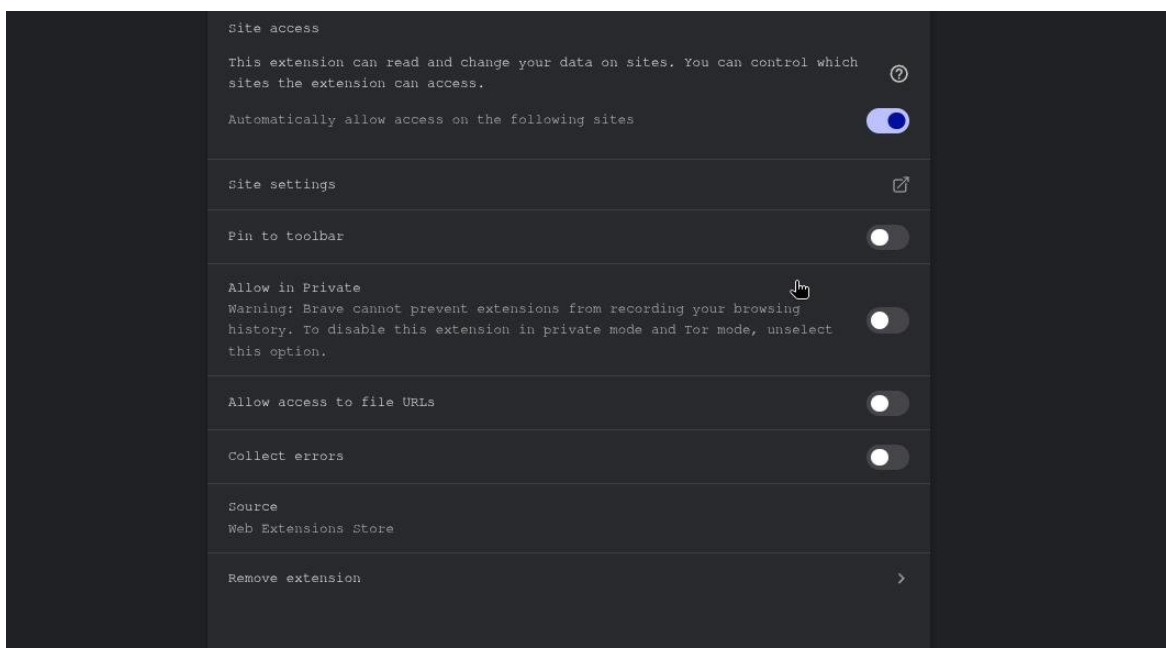 Site access
This extension can read and change your data on sites. You can control which
sites the extension can access.
Automatically allow access on the following sites
Site settings
Pin to toolbar
Allow in Private
Warning: Brave cannot prevent extensions from recording your browsing
history. To disable this extension in private mode and Tor mode, unselect
this option.
Allow access to file URLs
Collect errors
Source
Web Extensions Store
Remove extension